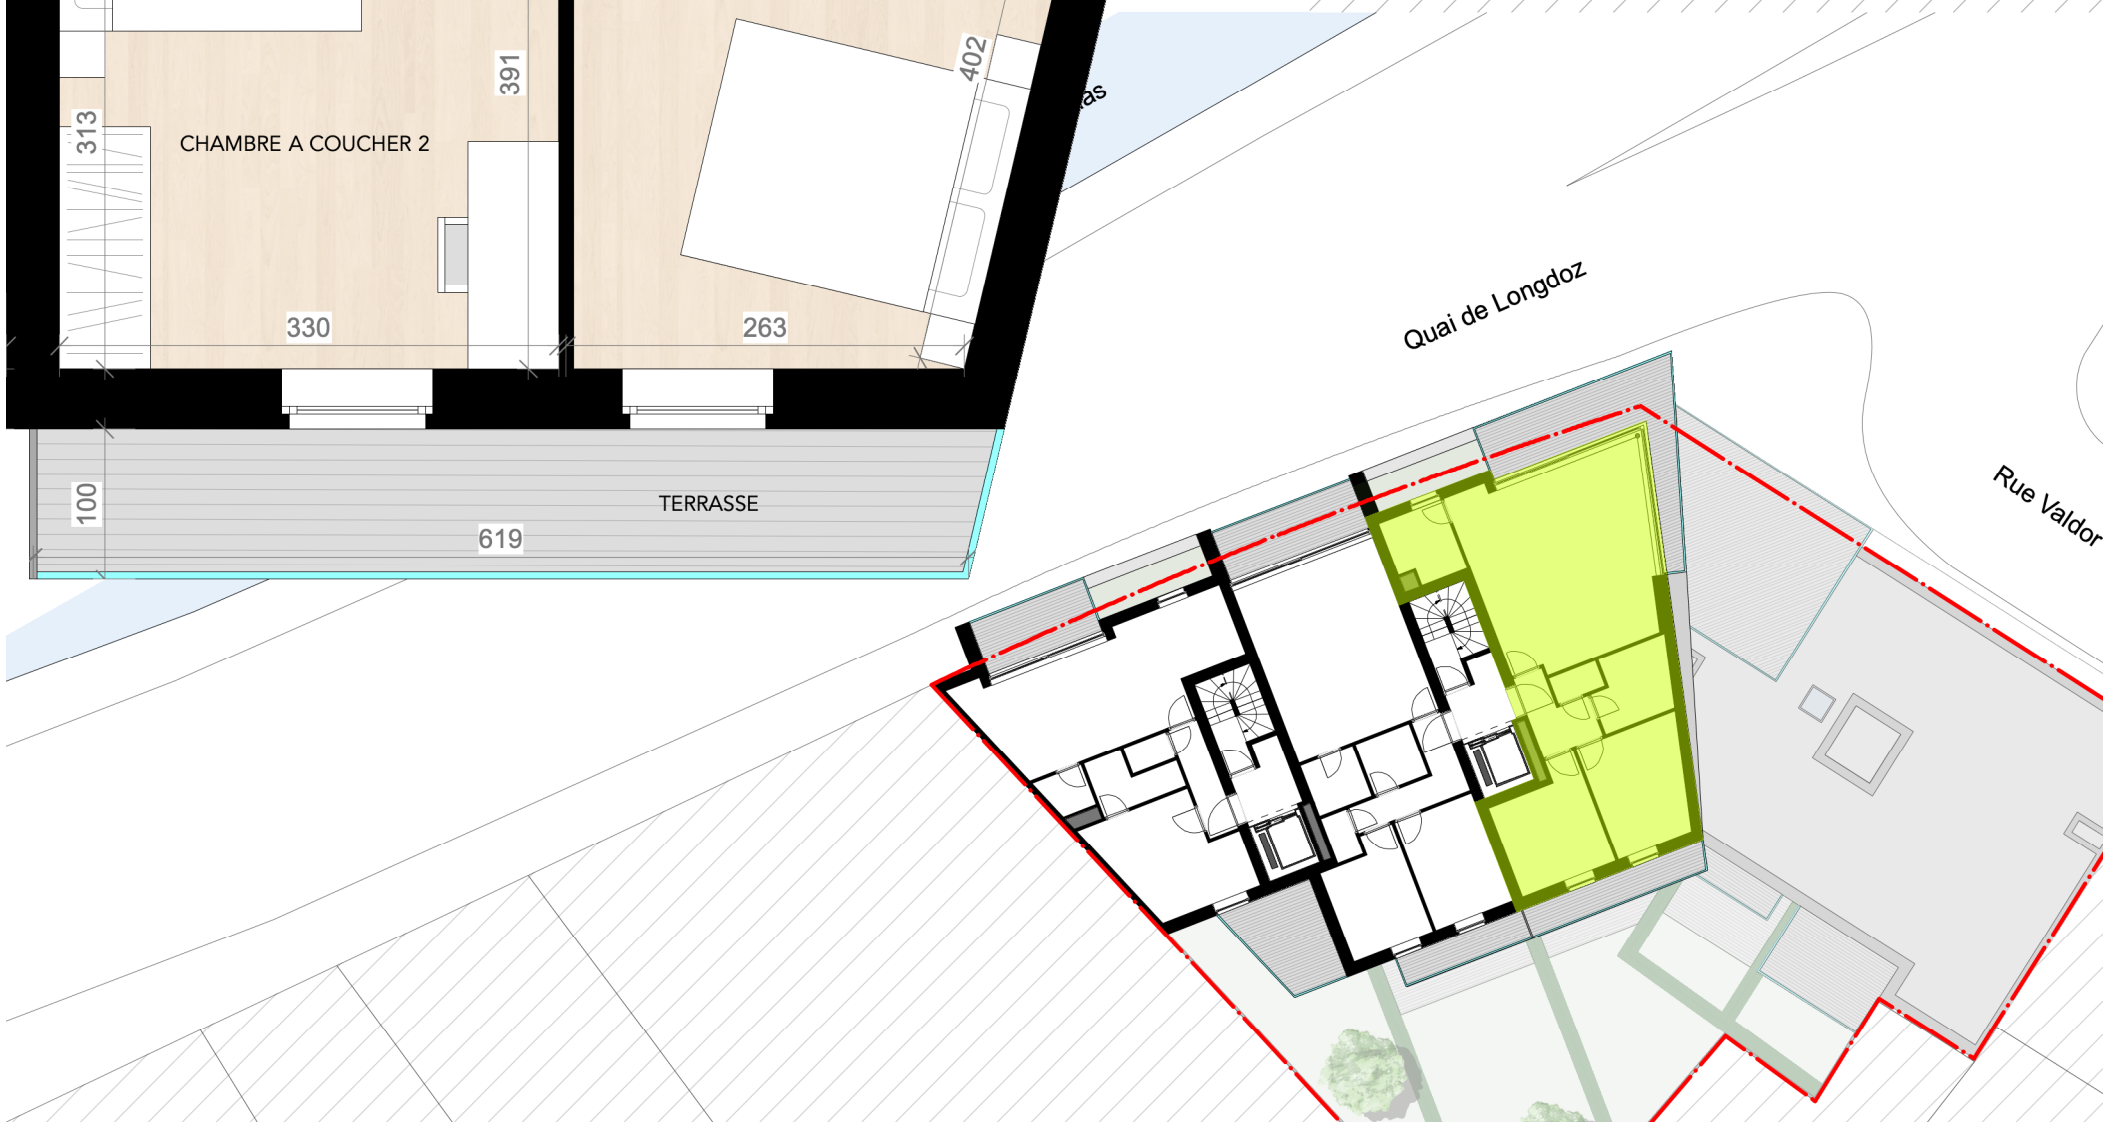 391
402
313
CHAMBRE A COUCHER 2
330
263
100
TERRASSE
619
Quai de Longdoz
Rue Valdor